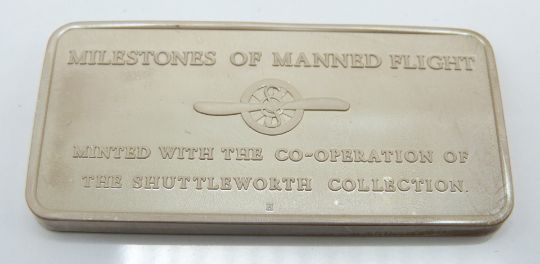 MILESTONES OF MANNED FLIGHT
MINTED WITH THE CO-OPERATION OF
THE SHUTTLEWORTH COLLECTION.